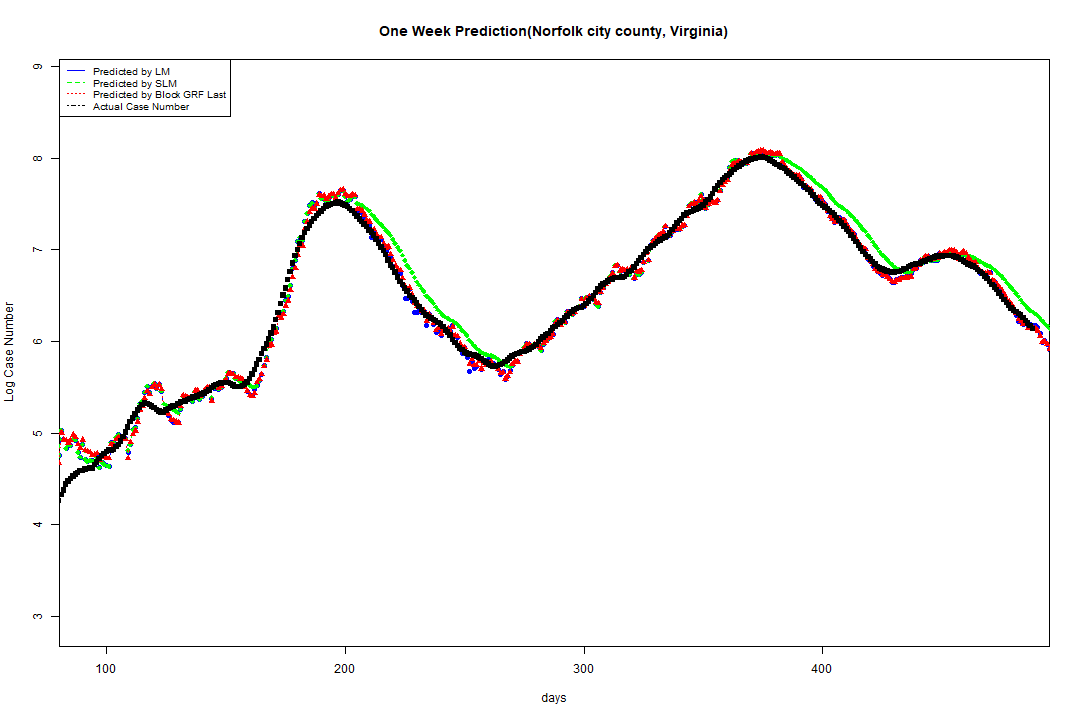 One Week Prediction(Norfolk city county, Virginia)
Predicted by LM
Predicted by SLM
Predicted by Block GRF Last
Actual Case Number
9
8
7
6
5
4
3
Log Case Number
100 200 300 400
days